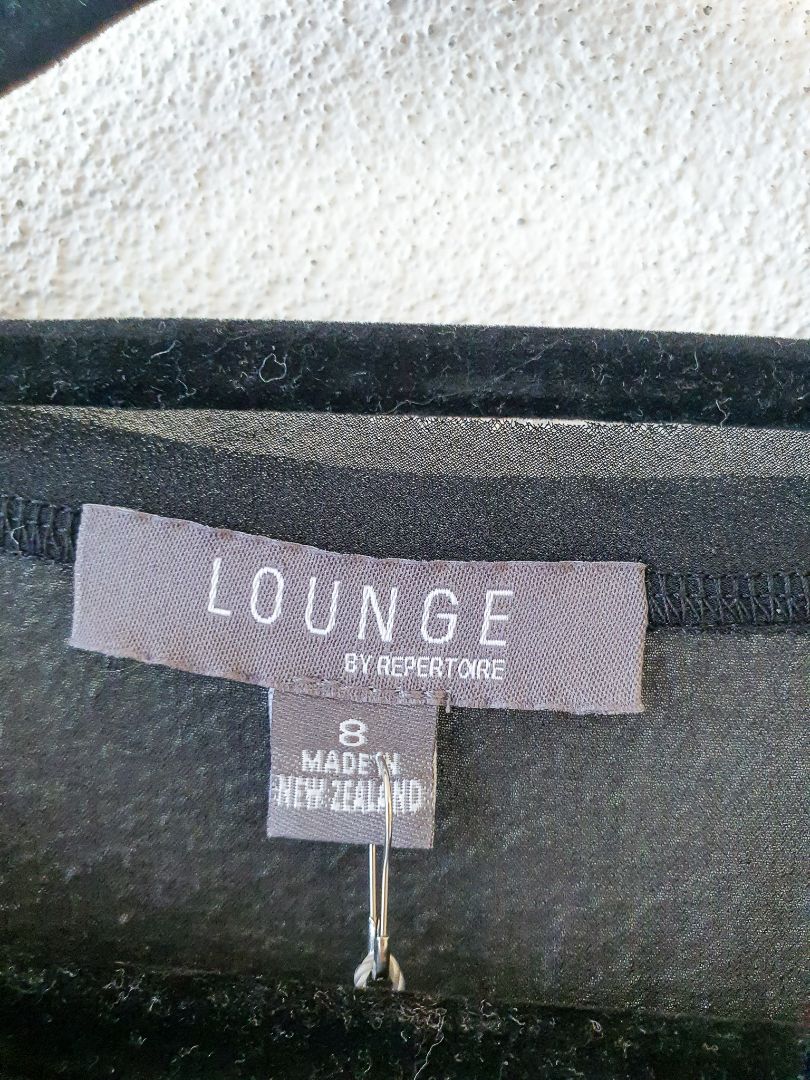 LOUNGE
BY REPERTOIRE
8
MADE IN
NEW ZEALAND